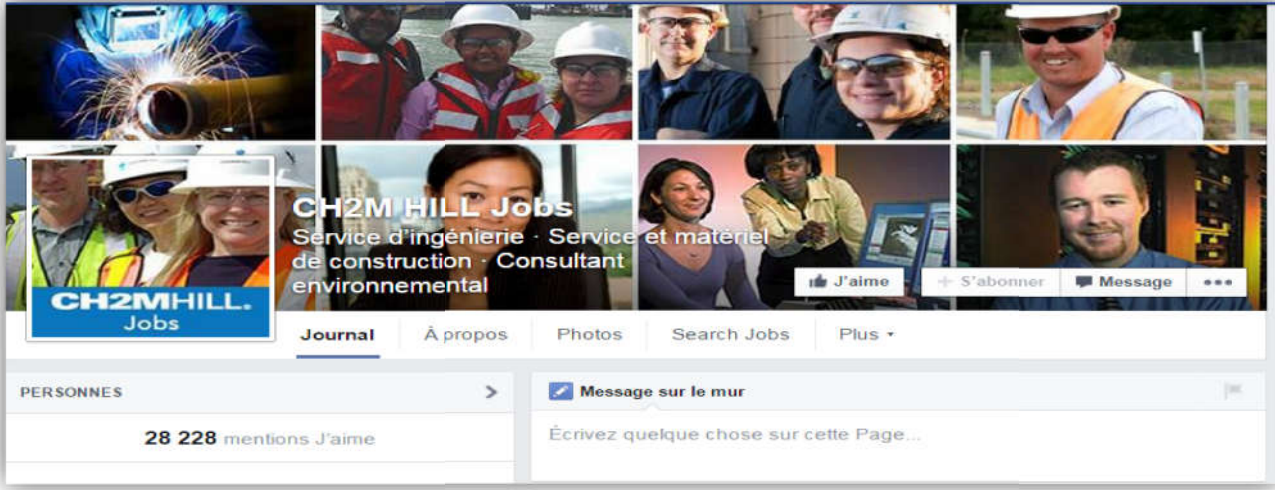 CH2M HILL Jobs
Service d'ingénierie · Service et matériel
de construction · Consultant
environnemental
CH2MHILL.
Jobs
J'aime
+ S'abonner
Message
Journal
À propos
Photos
Search Jobs
Plus
PERSONNES
28 228 mentions J'aime
Message sur le mur
Écrivez quelque chose sur cette Page...